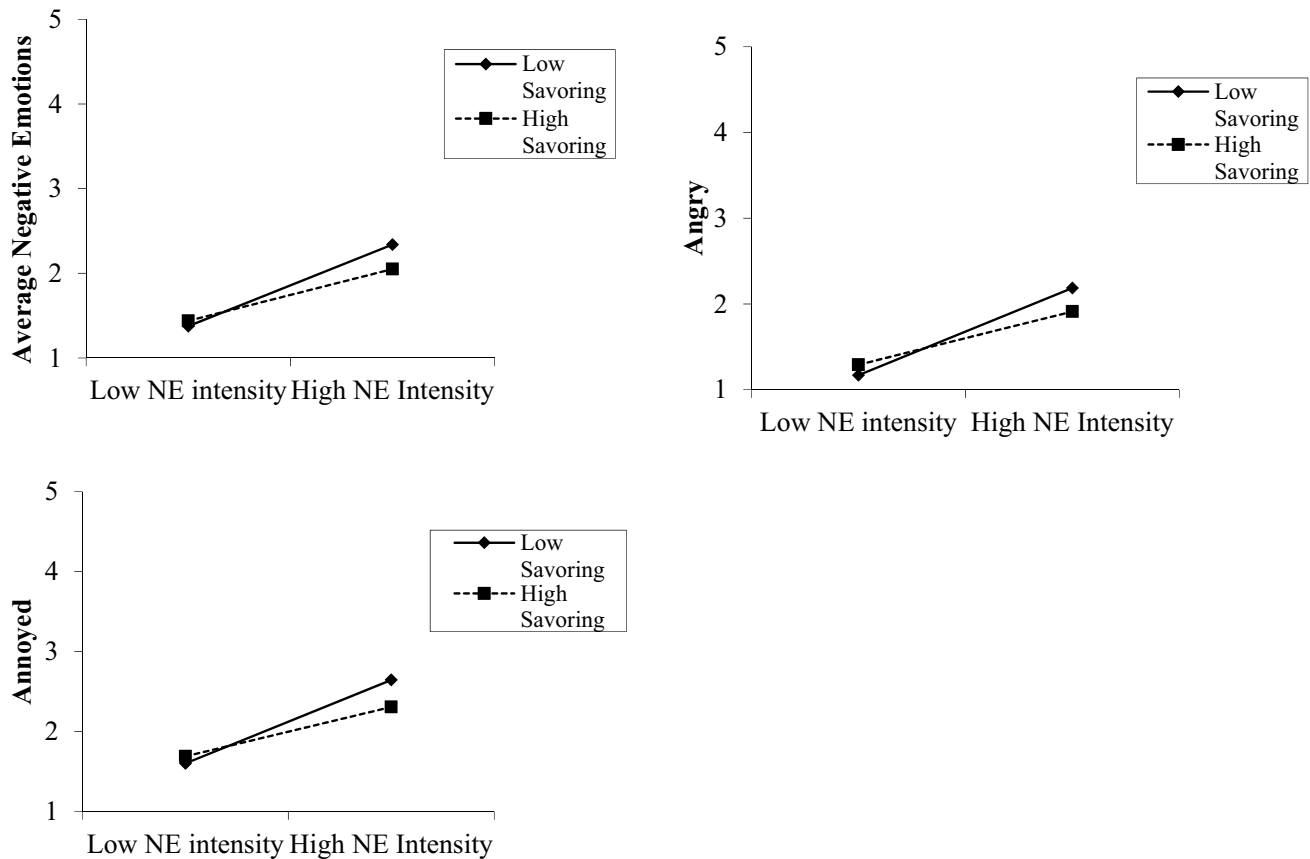 Average Negative Emotions
5
4
3
2
1
Low NE intensity High NE Intensity
Low
Savoring
High
Savoring
Angry
5
4
3
2
1
Low NE intensity High NE Intensity
Low
Savoring
High
Savoring
Annoyed
5
4
3
2
1
Low NE intensity High NE Intensity
Low
Savoring
High
Savoring